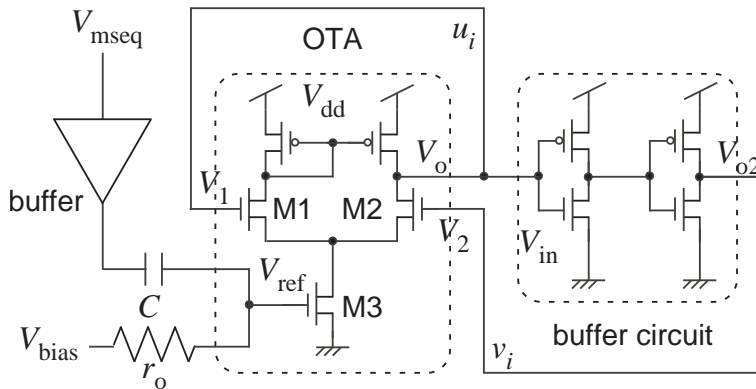 V_mseq
OTA
u_i
V_dd
buffer
V_1
M1
M2
V_o
V_o2
V_2
V_in
V_ref
M3
C
V_bias
r_o
buffer circuit
v_i